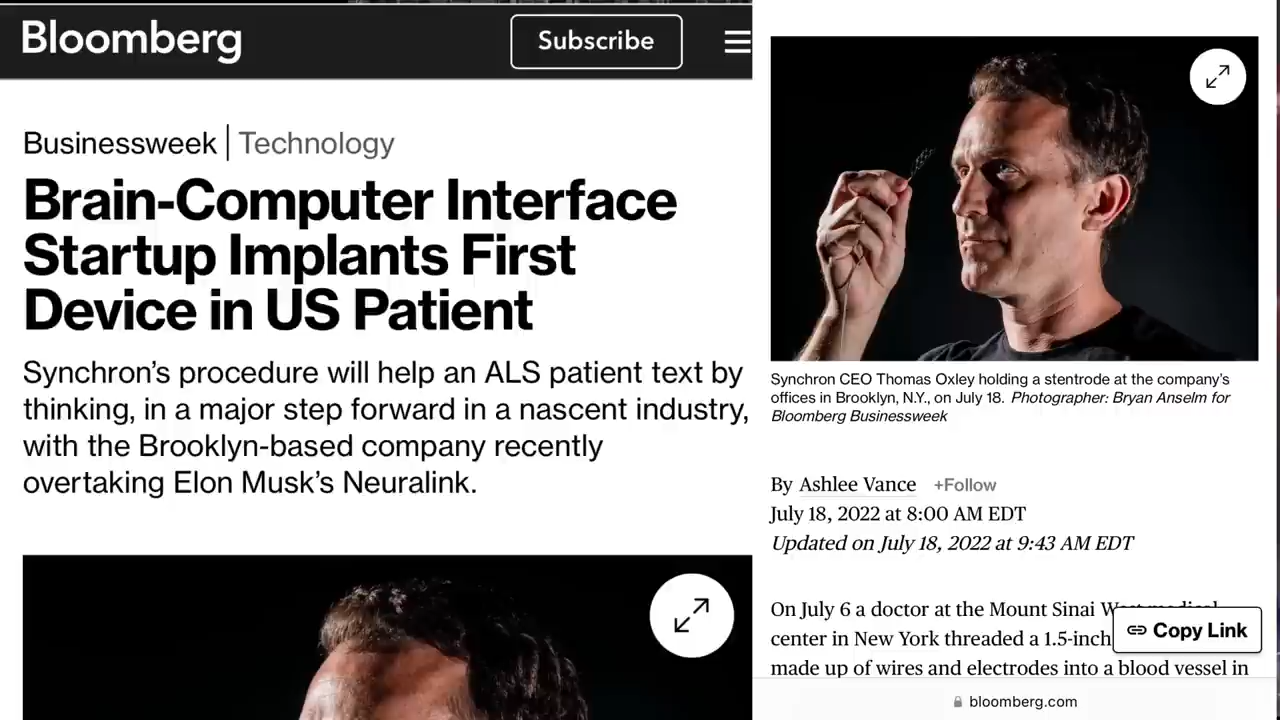 Bloomberg
Subscribe
Businessweek | Technology
Brain-Computer Interface
Startup Implants First
Device in US Patient
Synchron’s procedure will help an ALS patient text by
thinking, in a major step forward in a nascent industry,
with the Brooklyn-based company recently
overtaking Elon Musk’s Neuralink.
Synchron CEO Thomas Oxley holding a stentrode at the company’s
offices in Brooklyn, N.Y., on July 18. Photographer: Bryan Anselm for
Bloomberg Businessweek
By Ashlee Vance +Follow
July 18, 2022 at 8:00 AM EDT
Updated on July 18, 2022 at 9:43 AM EDT
On July 6 a doctor at the Mount Sinai West medical
center in New York threaded a 1.5-inch
Copy Link
made up of wires and electrodes into a blood vessel in
bloomberg.com